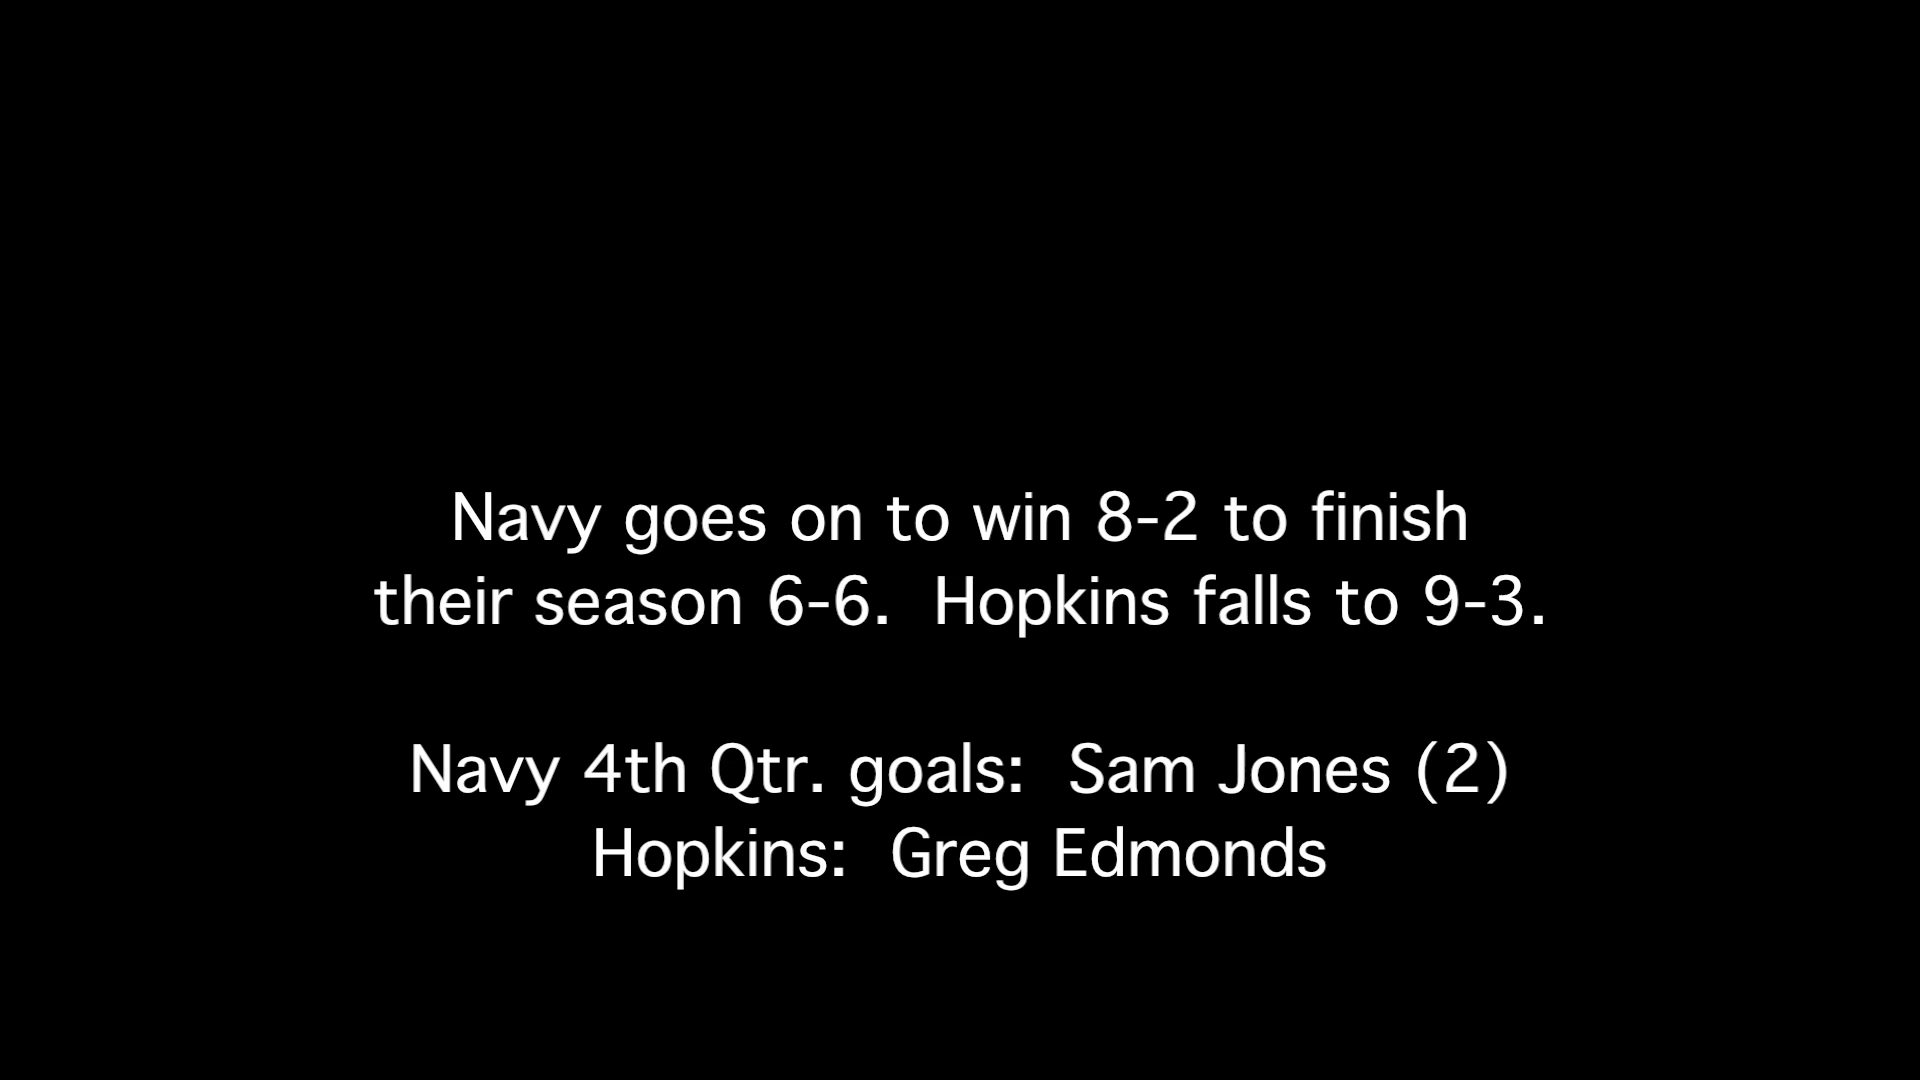 Navy goes on to win 8-2 to finish
their season 6-6.  Hopkins falls to 9-3.
Navy 4th Qtr. goals:  Sam Jones (2)
Hopkins:  Greg Edmonds